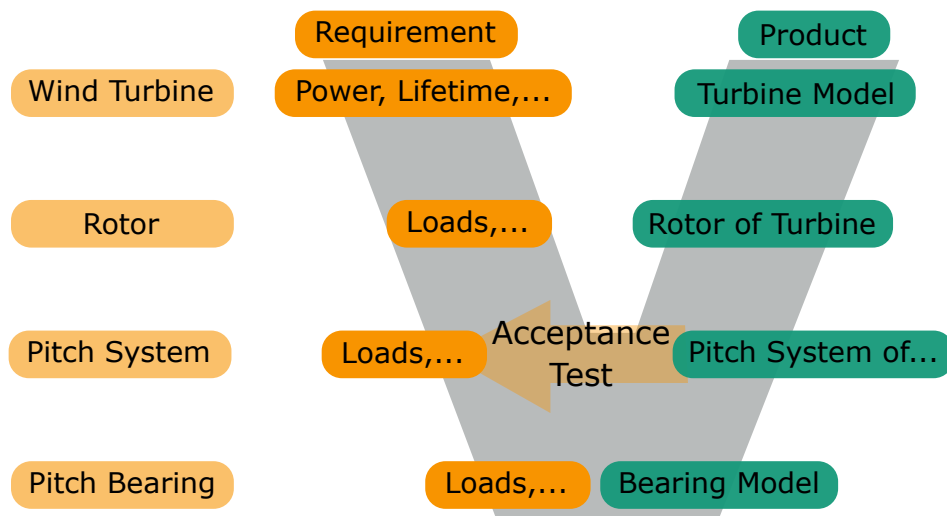 Requirement
Product
Wind Turbine
Power, Lifetime,...
Turbine Model
Rotor
Loads,...
Rotor of Turbine
Pitch System
Loads,...
Acceptance
Test
Pitch System of...
Pitch Bearing
Loads,...
Bearing Model